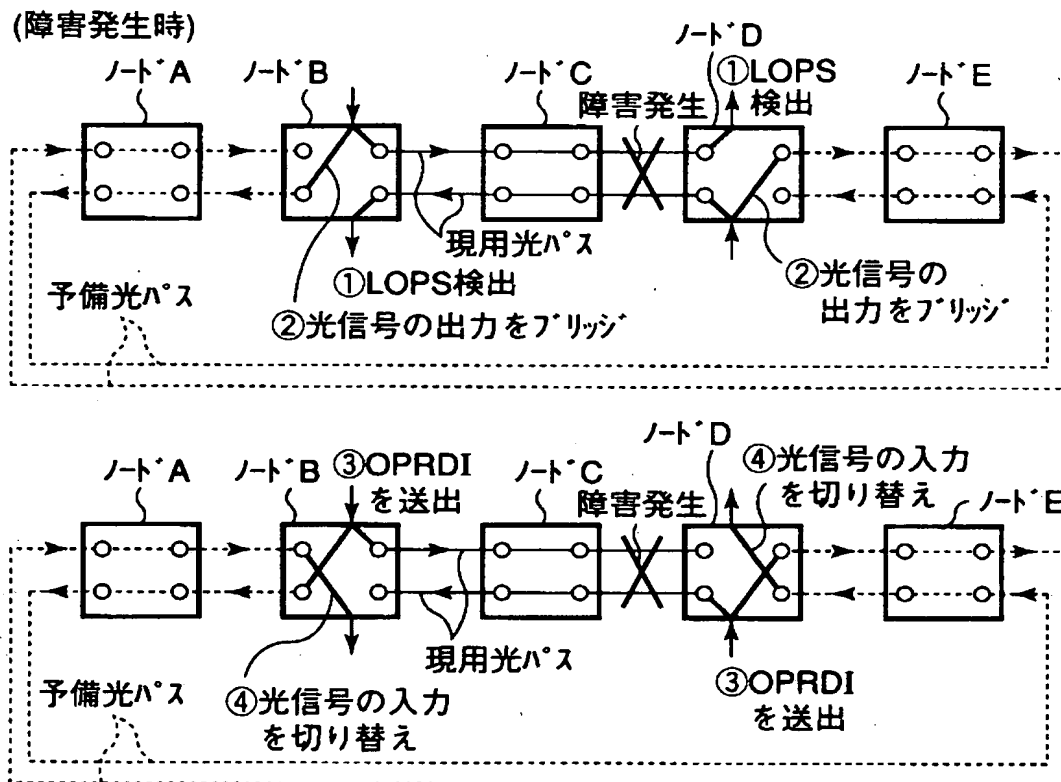 (障害発生時)
ノードA
ノードB
ノードC
ノードD
①LOPS
検出
障害発生
ノードE
現用光パス
①LOPS検出
②光信号の出力をブリッジ
②光信号の
出力をブリッジ
予備光パス
ノードA
ノードB
③OPRDI
を送出
ノードC
ノードD
④光信号の入力
を切り替え
障害発生
ノードE
現用光パス
④光信号の入力
を切り替え
③OPRDI
を送出
予備光パス